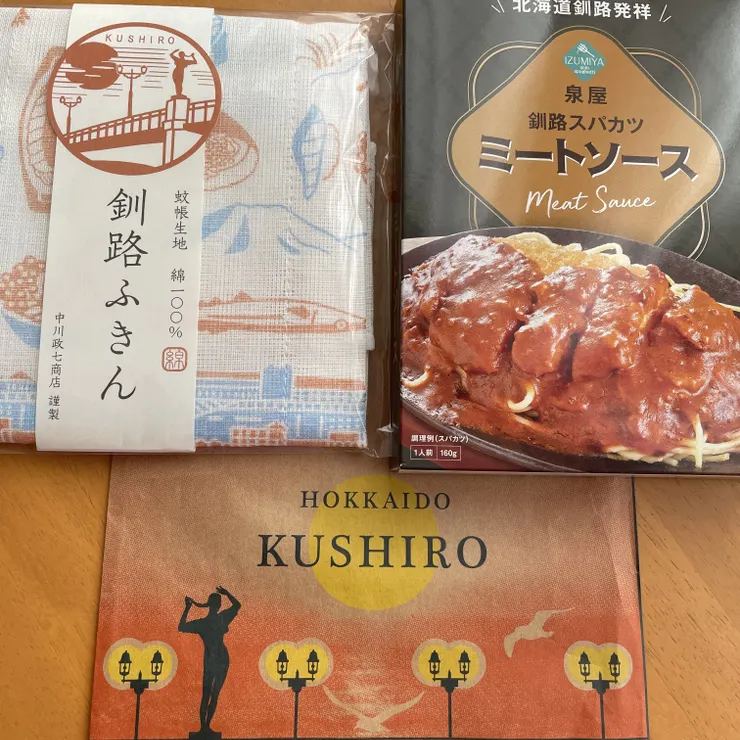 KUSHIRO
釧路ふきん
蚊帳生地 綿一〇〇%
綿
中川政七商店 謹製
北海道釧路発祥
IZUMIYA
泉屋
釧路スパカツ
ミートソース
Meat Sauce
調理例(スパカツ)
1人前 160g
HOKKAIDO
KUSHIRO